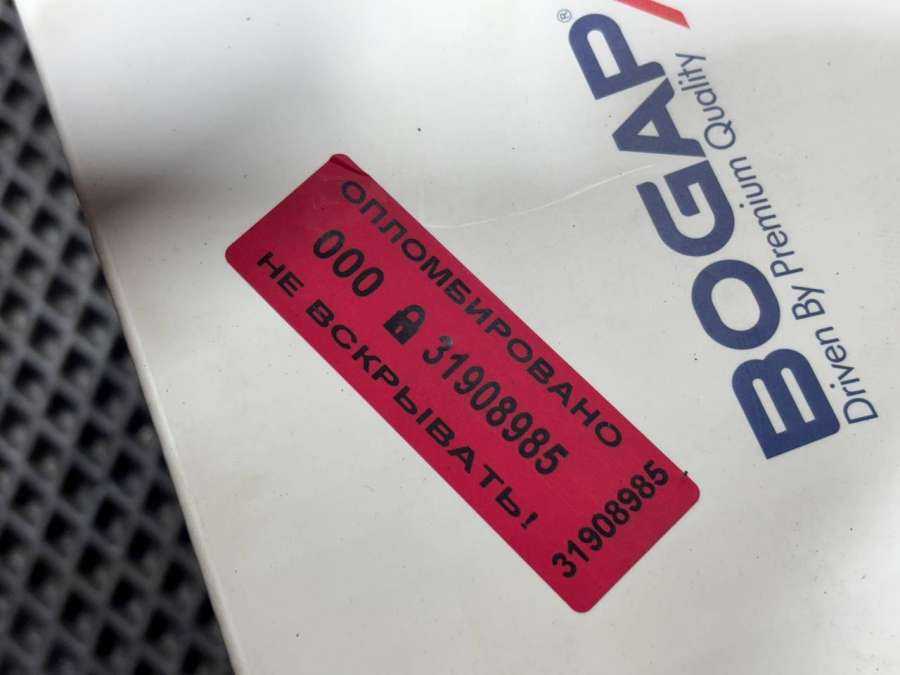 ОПЛОМБИРОВАНО
000 31908985
НЕ ВСКРЫВАТЬ!
31908985
BOGAP
®
Driven By Premium Quality